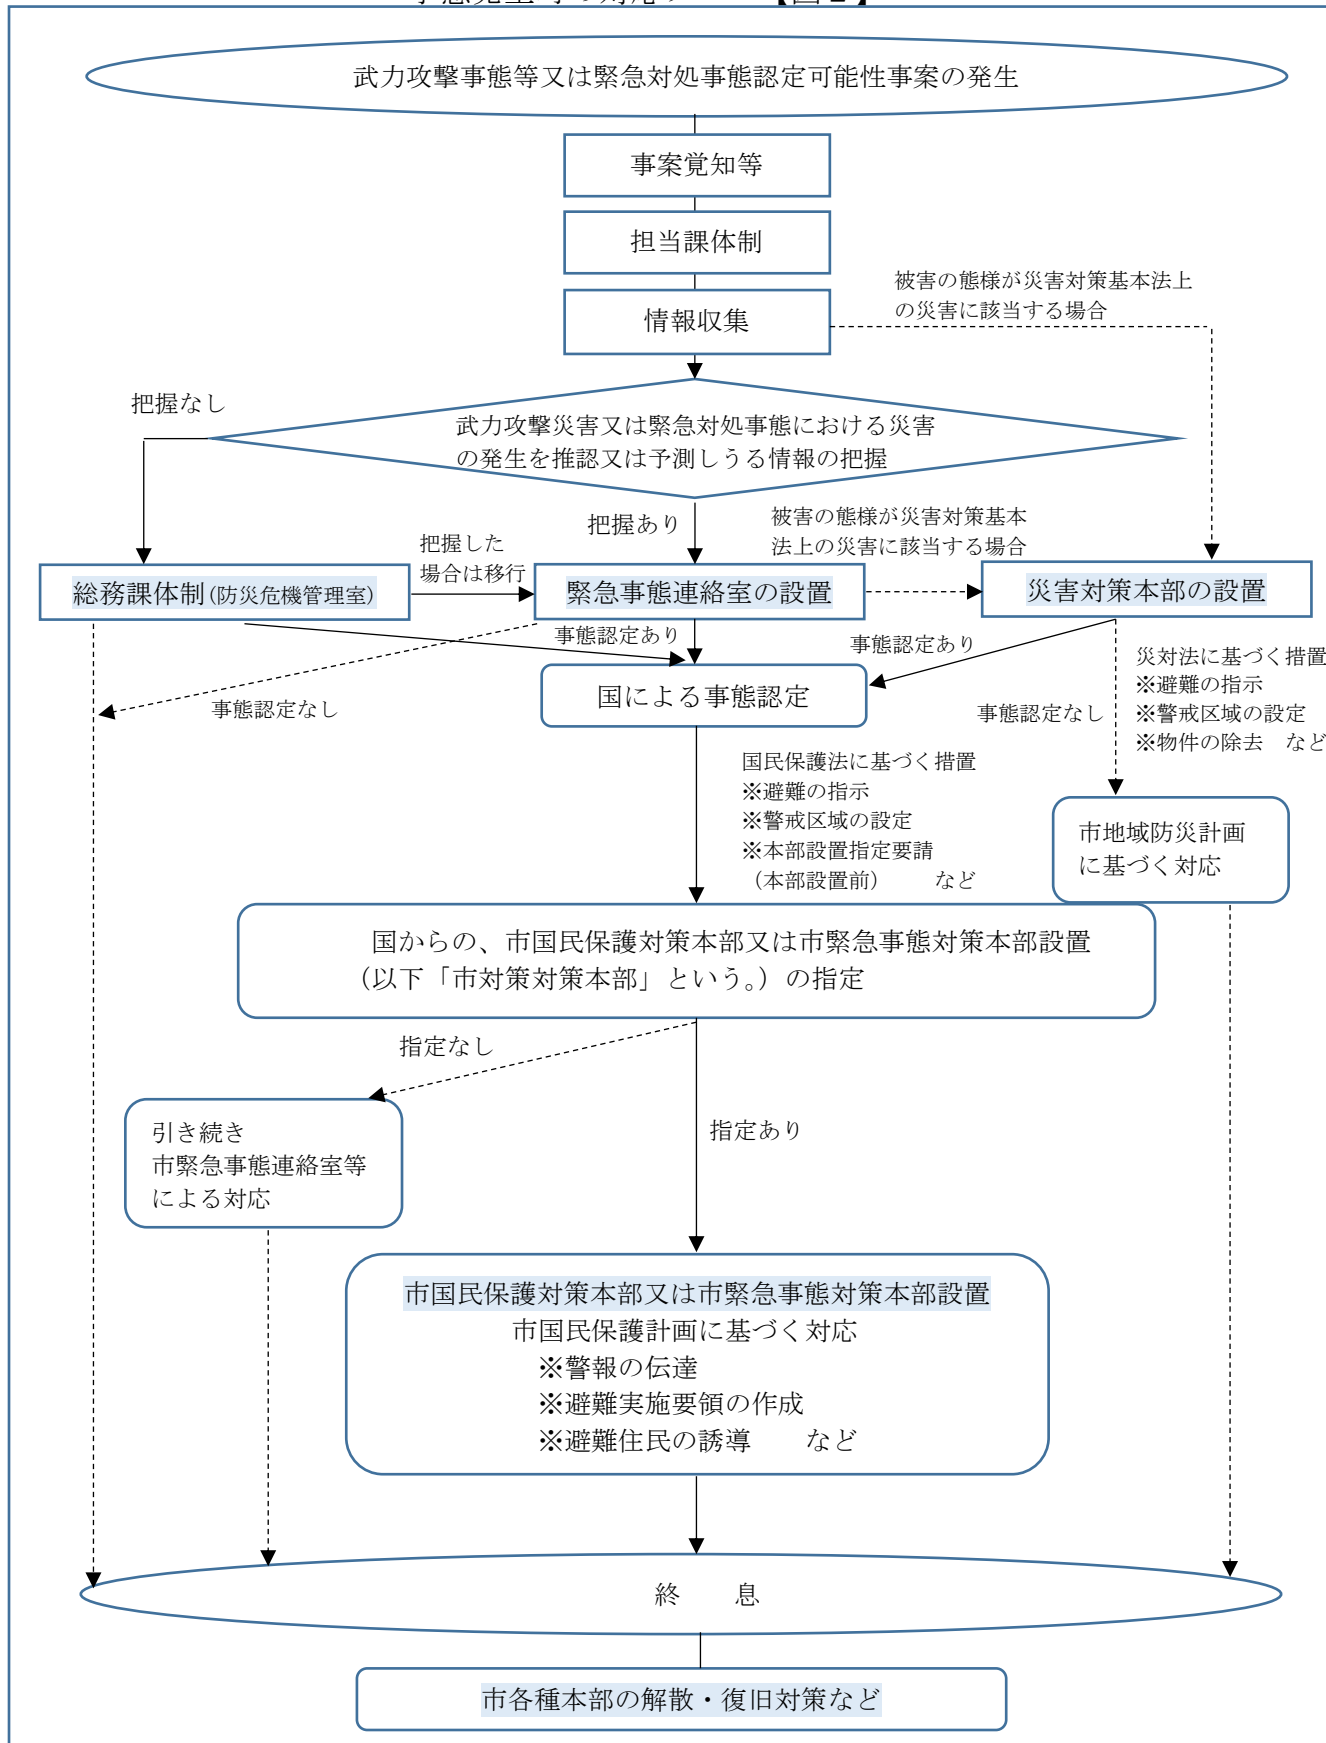 武力攻撃事態等又は緊急対処事態認定可能性事案の発生
事案覚知等
担当課体制
情報収集
被害の態様が災害対策基本法上
の災害に該当する場合
把握なし
武力攻撃災害又は緊急対処事態における災害
の発生を推認又は予測しうる情報の把握
把握あり
被害の態様が災害対策基本
法上の災害に該当する場合
把握した
場合は移行
総務課体制(防災危機管理室)
緊急事態連絡室の設置
災害対策本部の設置
事態認定あり
事態認定あり
事態認定なし
国による事態認定
事態認定なし
災対法に基づく措置
※避難の指示
※警戒区域の設定
※物件の除去 など
国民保護法に基づく措置
※避難の指示
※警戒区域の設定
※本部設置指定要請
（本部設置前） など
市地域防災計画
に基づく対応
国からの、市国民保護対策本部又は市緊急事態対策本部設置
（以下「市対策対策本部」という。）の指定
指定なし
指定あり
引き続き
市緊急事態連絡室等
による対応
市国民保護対策本部又は市緊急事態対策本部設置
市国民保護計画に基づく対応
※警報の伝達
※避難実施要領の作成
※避難住民の誘導 など
終 息
市各種本部の解散・復旧対策など